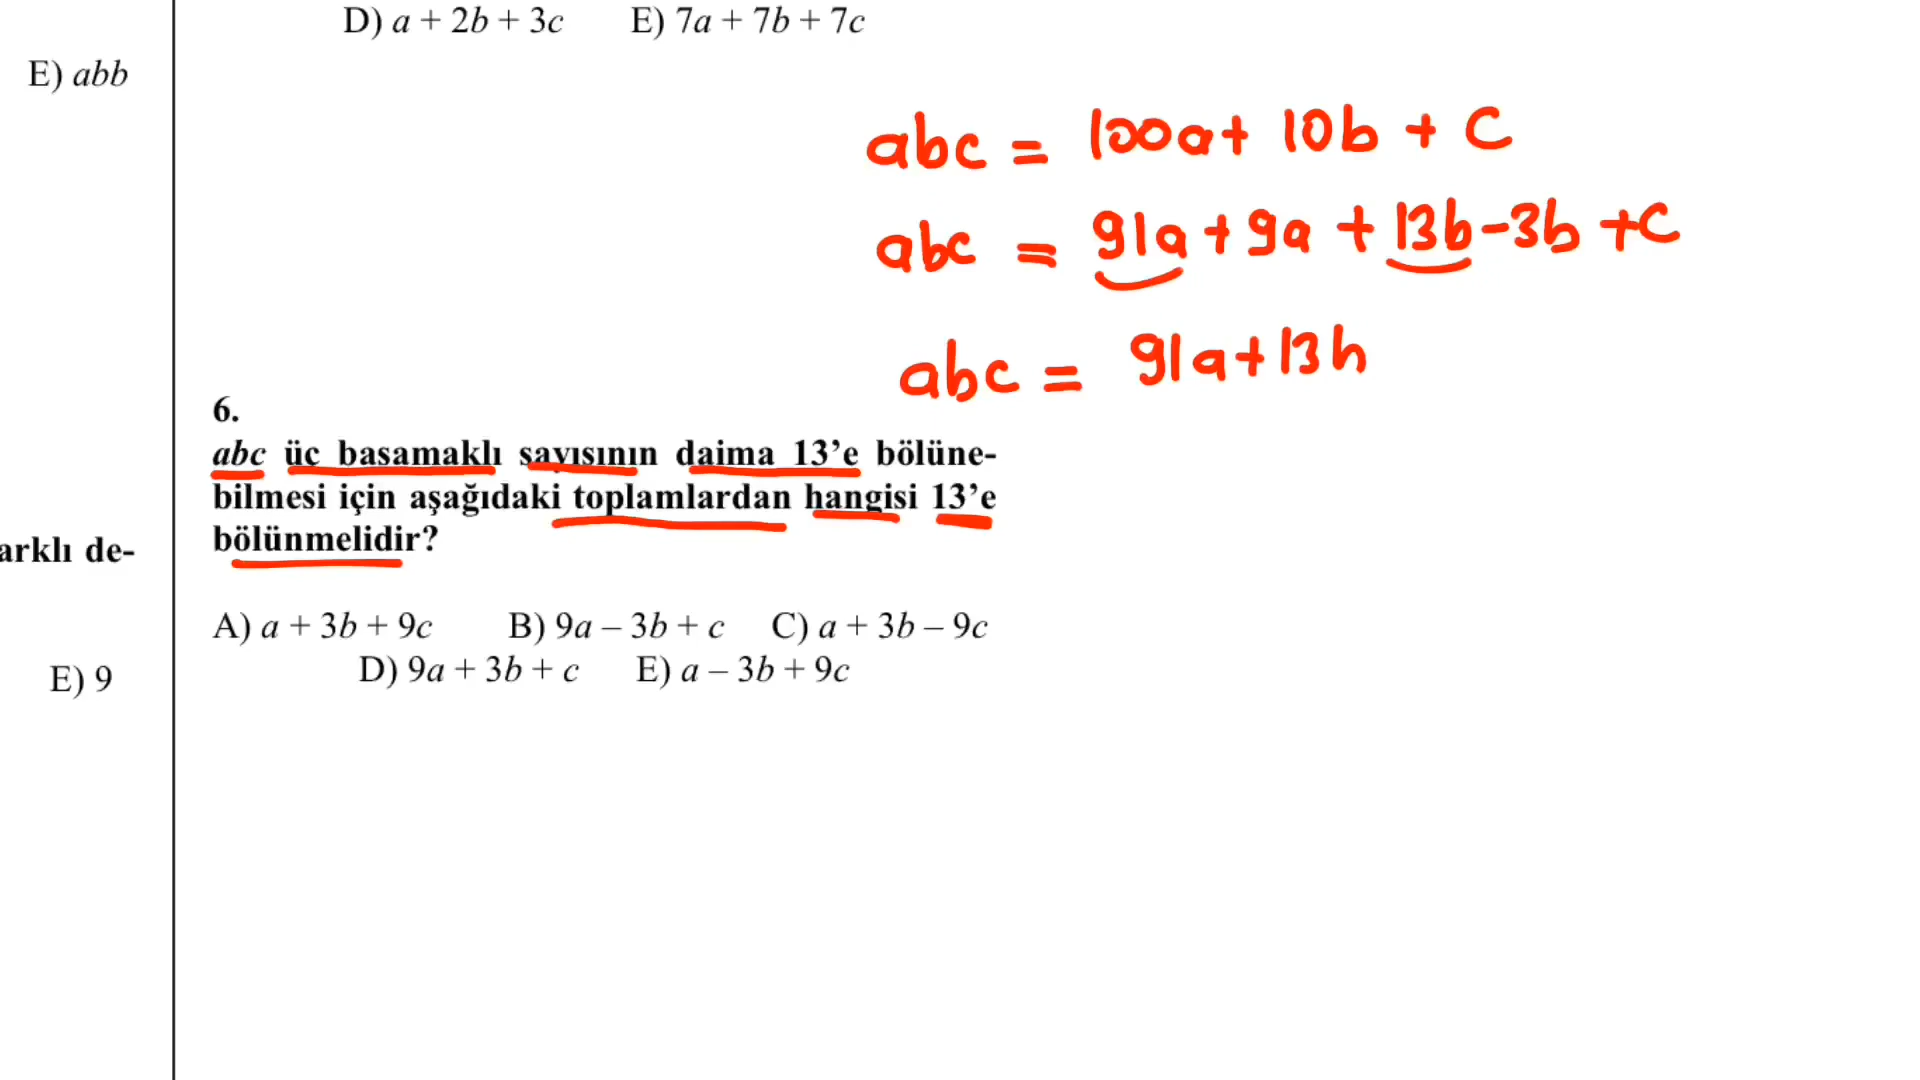 E) abb
arklı de-
E) 9
D) a + 2b + 3c E) 7a + 7b + 7c
abc = 100a + 10b + c
abc = 91a + 9a + 13b - 3b + c
abc = 91a + 13b
6.
abc üç basamaklı sayısının daima 13’e bölüne-
bilmesi için aşağıdaki toplamlardan hangisi 13’e
bölünmelidir?
A) a + 3b + 9c B) 9a – 3b + c C) a + 3b – 9c
D) 9a + 3b + c E) a – 3b + 9c